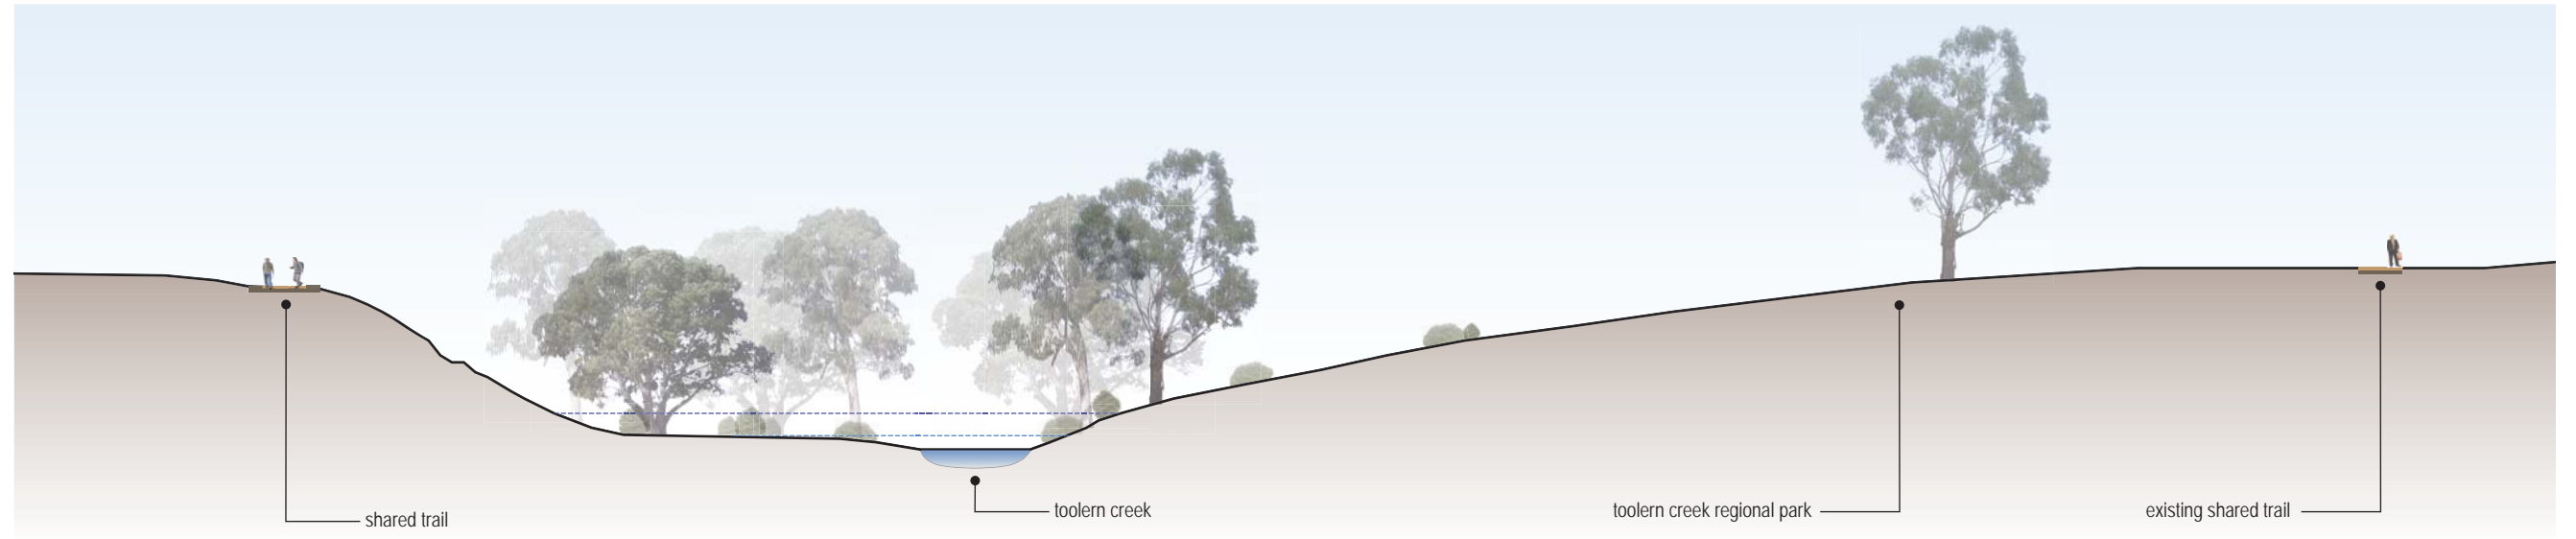 shared trail
toolern creek
toolern creek regional park
existing shared trail